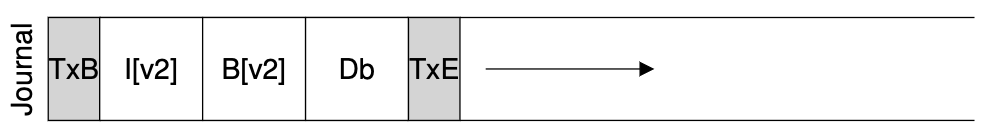 Journal
TxB I[v2] B[v2] Db TxE